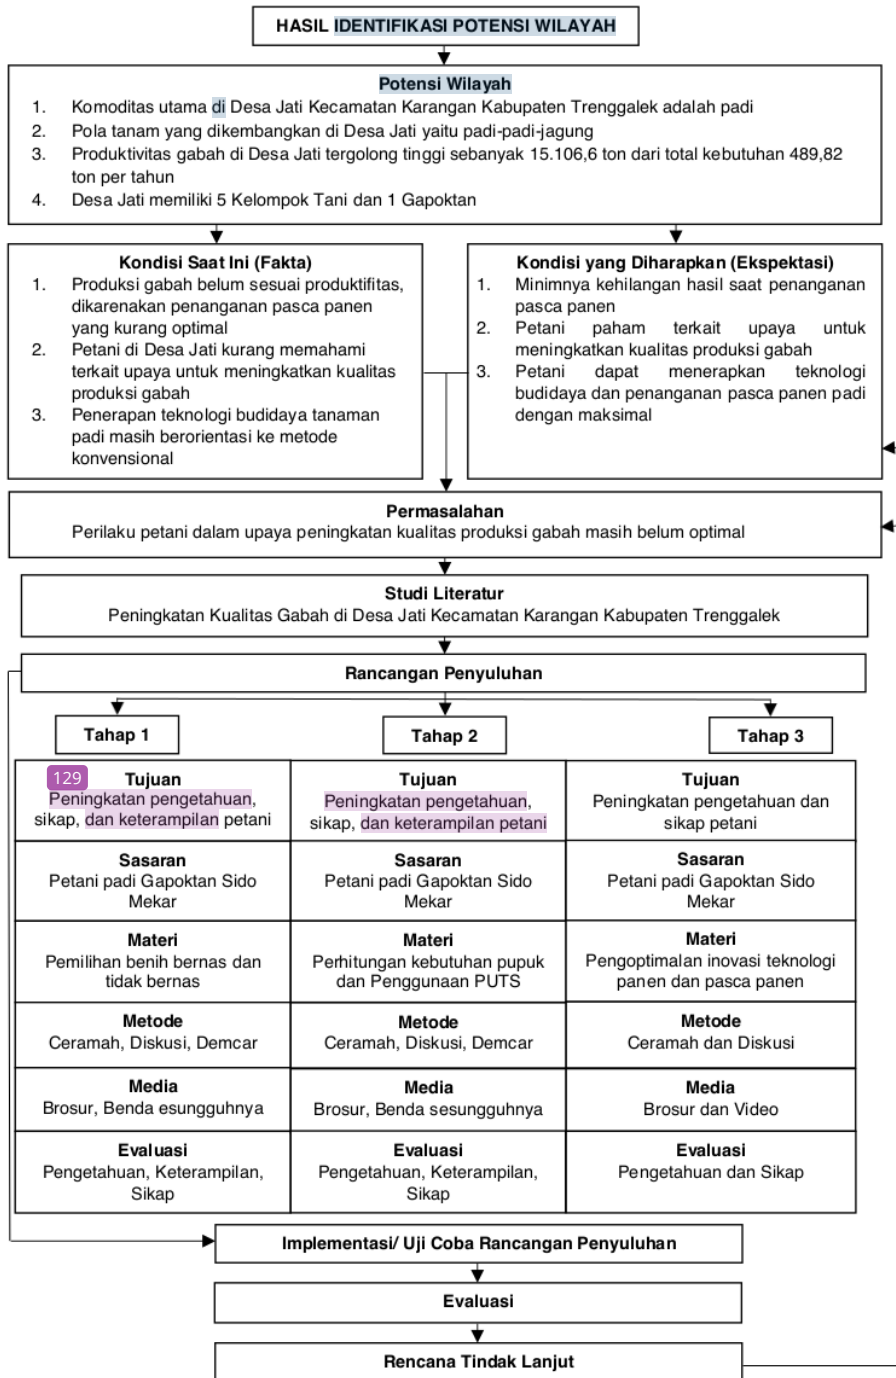 HASIL IDENTIFIKASI POTENSI WILAYAH
Potensi Wilayah
1. Komoditas utama di Desa Jati Kecamatan Karangan Kabupaten Trenggalek adalah padi
2. Pola tanam yang dikembangkan di Desa Jati yaitu padi-padi-jagung
3. Produktivitas gabah di Desa Jati tergolong tinggi sebanyak 15.106,6 ton dari total kebutuhan 489,82
ton per tahun
4. Desa Jati memiliki 5 Kelompok Tani dan 1 Gapoktan
Kondisi Saat Ini (Fakta)
1. Produksi gabah belum sesuai produktifitas,
dikarenakan penanganan pasca panen
yang kurang optimal
2. Petani di Desa Jati kurang memahami
terkait upaya untuk meningkatkan kualitas
produksi gabah
3. Penerapan teknologi budidaya tanaman
padi masih berorientasi ke metode
konvensional
Kondisi yang Diharapkan (Ekspektasi)
1. Minimnya kehilangan hasil saat penanganan
pasca panen
2. Petani paham terkait upaya untuk
meningkatkan kualitas produksi gabah
3. Petani dapat menerapkan teknologi
budidaya dan penanganan pasca panen padi
dengan maksimal
Permasalahan
Perilaku petani dalam upaya peningkatan kualitas produksi gabah masih belum optimal
Studi Literatur
Peningkatan Kualitas Gabah di Desa Jati Kecamatan Karangan Kabupaten Trenggalek
Rancangan Penyuluhan
Tahap 1
Tahap 2
Tahap 3
129
Tujuan
Peningkatan pengetahuan,
sikap, dan keterampilan petani
Tujuan
Peningkatan pengetahuan,
sikap, dan keterampilan petani
Tujuan
Peningkatan pengetahuan dan
sikap petani
Sasaran
Petani padi Gapoktan Sido
Mekar
Sasaran
Petani padi Gapoktan Sido
Mekar
Sasaran
Petani padi Gapoktan Sido
Mekar
Materi
Pemilihan benih bernas dan
tidak bernas
Materi
Perhitungan kebutuhan pupuk
dan Penggunaan PUTS
Materi
Pengoptimalan inovasi teknologi
panen dan pasca panen
Metode
Ceramah, Diskusi, Demcar
Metode
Ceramah, Diskusi, Demcar
Metode
Ceramah dan Diskusi
Media
Brosur, Benda esungguhnya
Media
Brosur, Benda sesungguhnya
Media
Brosur dan Video
Evaluasi
Pengetahuan, Keterampilan,
Sikap
Evaluasi
Pengetahuan, Keterampilan,
Sikap
Evaluasi
Pengetahuan dan Sikap
Implementasi/ Uji Coba Rancangan Penyuluhan
Evaluasi
Rencana Tindak Lanjut